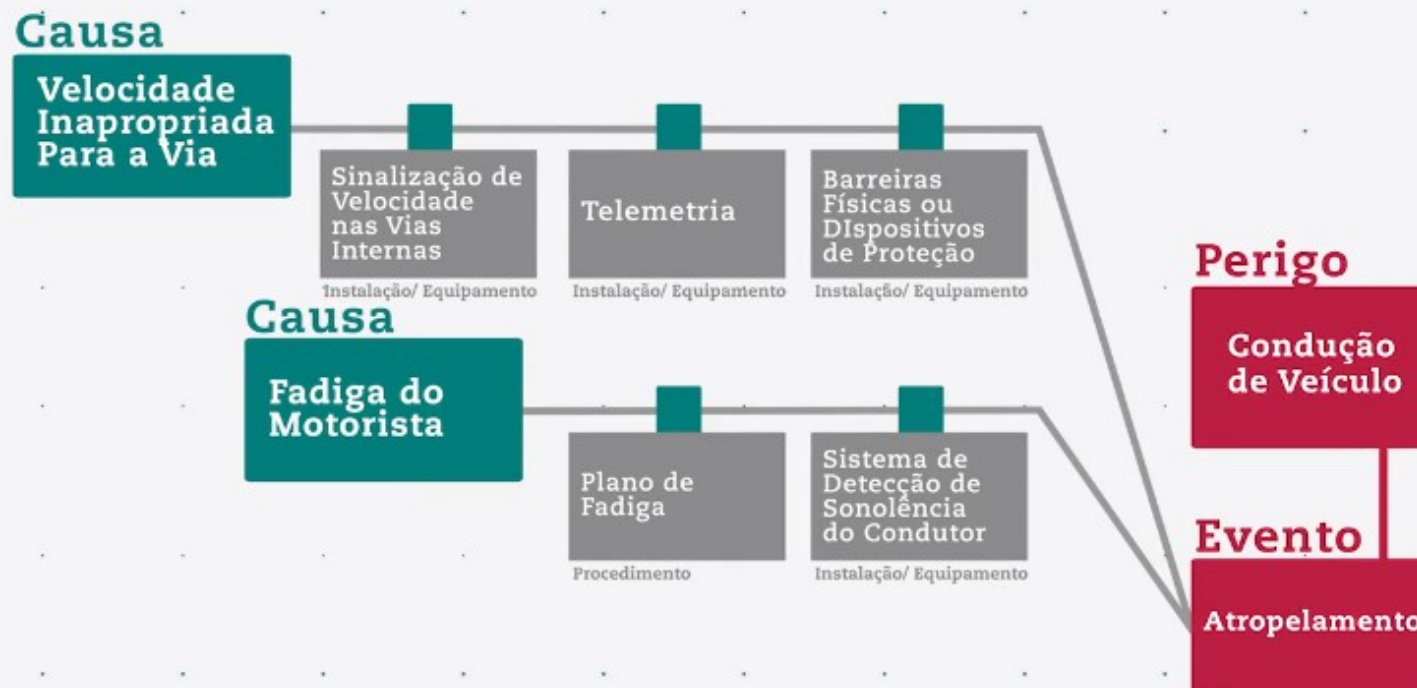 Causa
Velocidade
Inapropriada
Para a Via
Sinalização de
Velocidade
nas Vias
Internas
Instalação/ Equipamento
Telemetria
Instalação/ Equipamento
Barreiras
Físicas ou
DIspositivos
de Proteção
Instalação/ Equipamento
Causa
Fadiga do
Motorista
Plano de
Fadiga
Procedimento
Sistema de
Detecção de
Sonolência
do Condutor
Instalação/ Equipamento
Perigo
Condução
de Veículo
Evento
Atropelamento